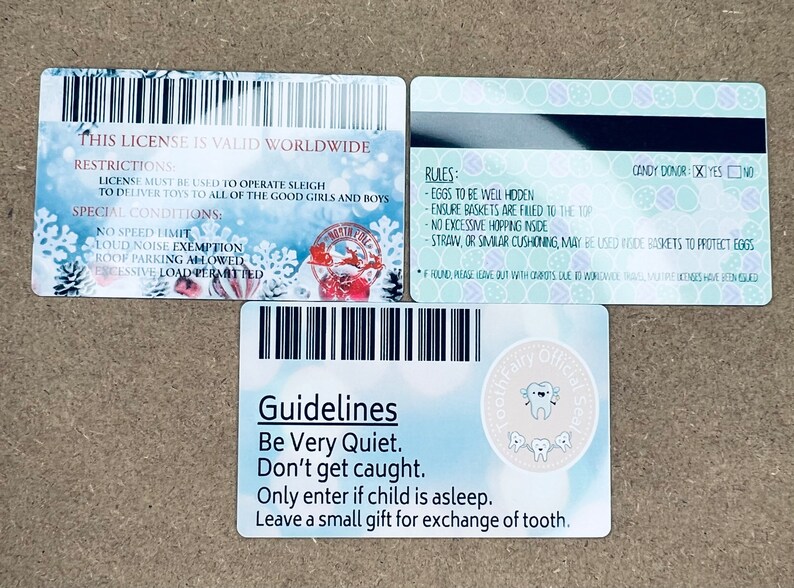 THIS LICENSE IS VALID WORLDWIDE
RESTRICTIONS:
LICENSE MUST BE USED TO OPERATE SLEIGH
TO DELIVER TOYS TO ALL OF THE GOOD GIRLS AND BOYS
SPECIAL CONDITIONS:
NO SPEED LIMIT
LOUD NOISE EXEMPTION
ROOF PARKING ALLOWED
EXCESSIVE LOAD PERMITTED
NORTH POLE
CANDY DONOR: X YES NO
RULES:
- EGGS TO BE WELL HIDDEN
- ENSURE BASKETS ARE FILLED TO THE TOP
- NO EXCESSIVE HOPPING INSIDE
- STRAW, OR SIMILAR CUSHIONING, MAY BE USED INSIDE BASKETS TO PROTECT EGGS
* IF FOUND, PLEASE LEAVE OUT WITH CARROTS. DUE TO WORLDWIDE TRAVEL, MULTIPLE LICENSES HAVE BEEN ISSUED
ToothFairy Official Seal
Guidelines
Be Very Quiet.
Don't get caught.
Only enter if child is asleep.
Leave a small gift for exchange of tooth.